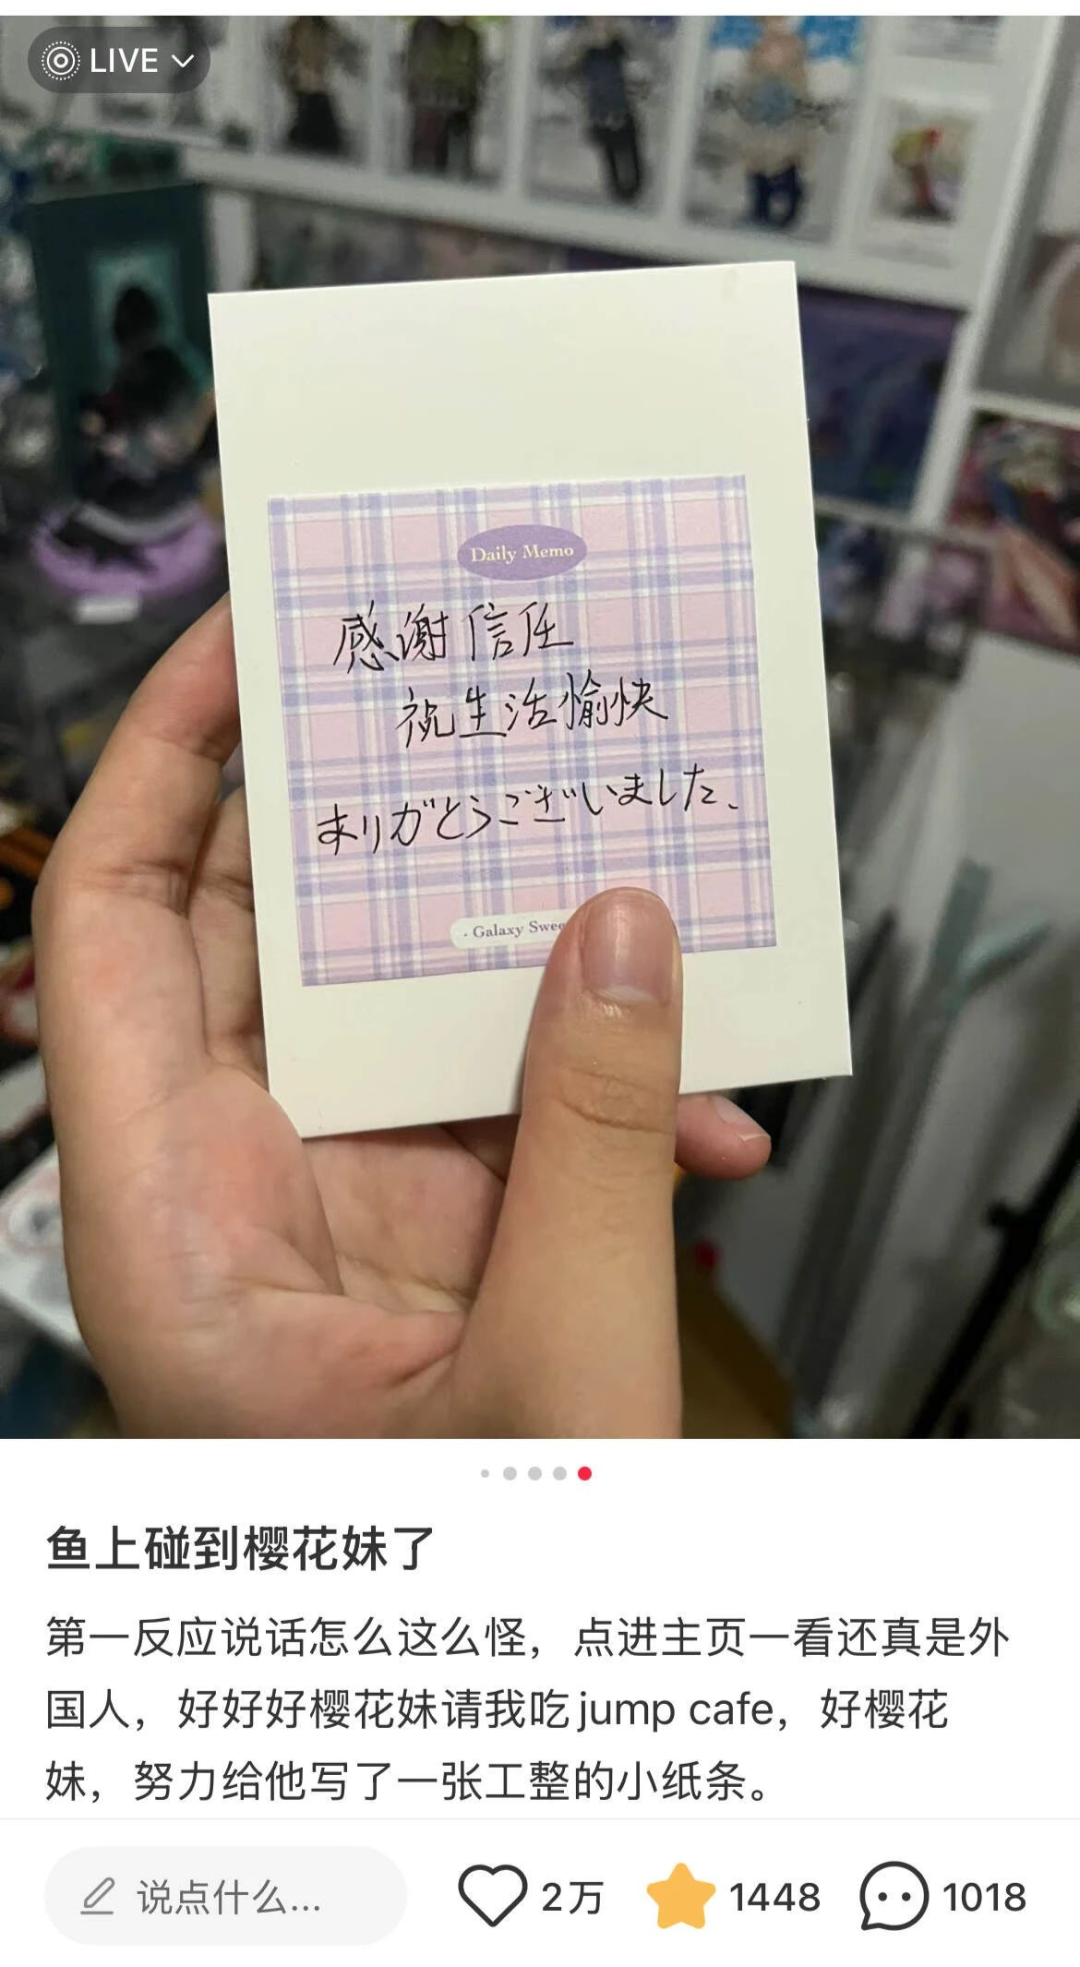 LIVE
Daily Memo
感谢信任
祝生活愉快
ありがとうございました、
· Galaxy Swee
鱼上碰到樱花妹了
第一反应说话怎么这么怪，点进主页一看还真是外
国人，好好好樱花妹请我吃jump cafe，好樱花
妹，努力给他写了一张工整的小纸条。
说点什么...
2万
1448
1018